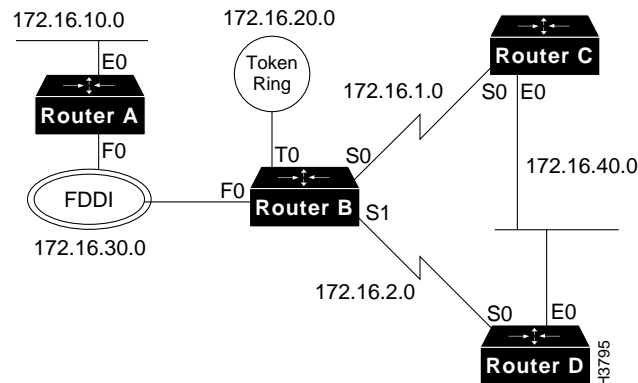 172.16.10.0
E0
Router A
F0
FDDI
172.16.30.0
172.16.20.0
Token
Ring
T0
F0
Router B
S0
S1
172.16.1.0
172.16.2.0
Router C
S0
E0
172.16.40.0
S0
E0
Router D
H3795